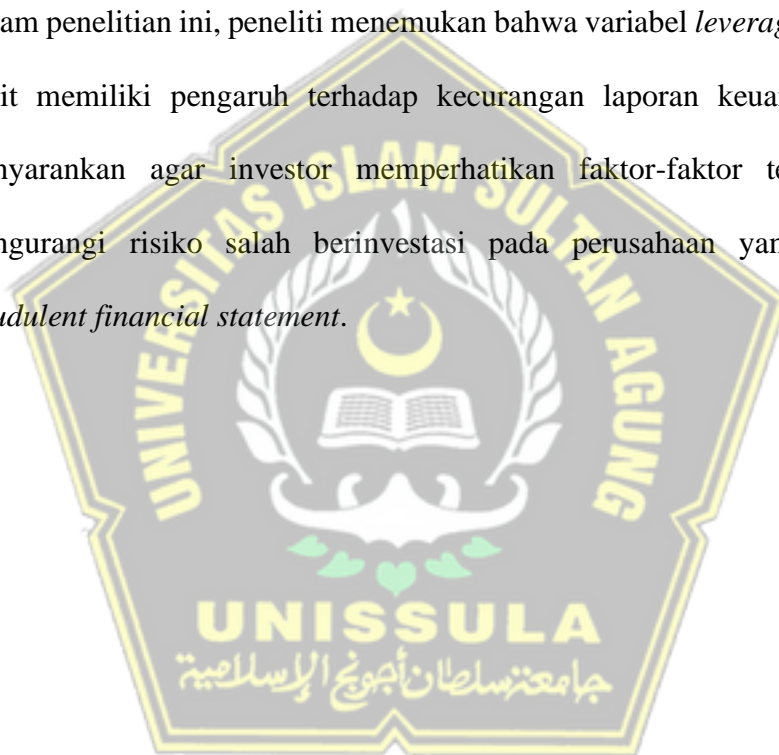 am penelitian ini, peneliti menemukan bahwa variabel leverag
it memiliki pengaruh terhadap kecurangan laporan keuar
nyarankan agar investor memperhatikan faktor-faktor te
ngurangi risiko salah berinvestasi pada perusahaan yan
udulent financial statement.
UNIVERSITAS ISLAM SULTAN AGUNG
UNISSULA
جامعة سلطان أجونج الإسلامية